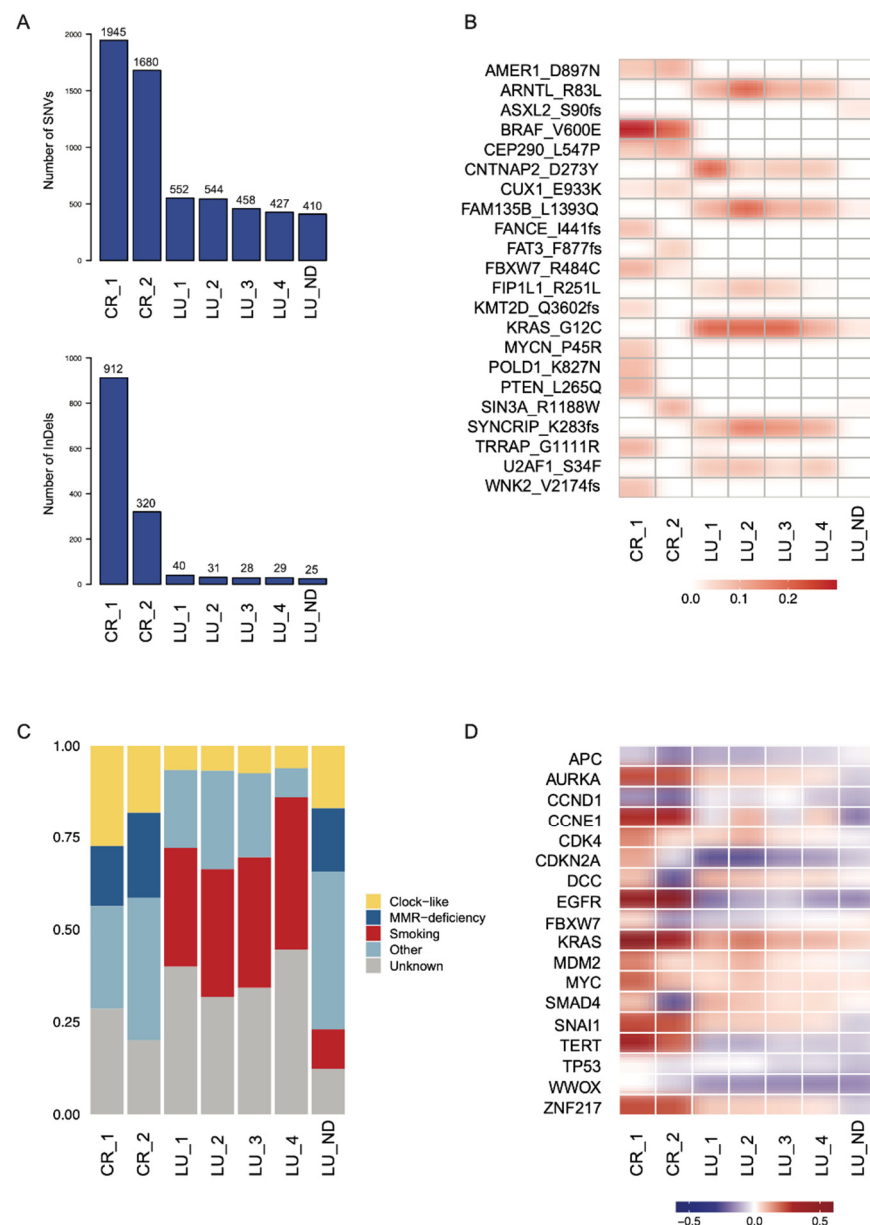 A
Number of SNVs
2000
1500
1000
500
0
1945
1680
552
544
458
427
410
CR_1
CR_2
LU_1
LU_2
LU_3
LU_4
LU_ND
Number of InDels
1000
800
600
400
200
0
912
320
40
31
28
29
25
CR_1
CR_2
LU_1
LU_2
LU_3
LU_4
LU_ND
B
AMER1_D897N
ARNTL_R83L
ASXL2_S90fs
BRAF_V600E
CEP290_L547P
CNTNAP2_D273Y
CUX1_E933K
FAM135B_L1393Q
FANCE_I441fs
FAT3_F877fs
FBXW7_R484C
FIP1L1_R251L
KMT2D_Q3602fs
KRAS_G12C
MYCN_P45R
POLD1_K827N
PTEN_L265Q
SIN3A_R1188W
SYNCRIP_K283fs
TRRAP_G1111R
U2AF1_S34F
WNK2_V2174fs
CR_1
CR_2
LU_1
LU_2
LU_3
LU_4
LU_ND
0.0 0.1 0.2
C
1.00
0.75
0.50
0.25
0.00
CR_1
CR_2
LU_1
LU_2
LU_3
LU_4
LU_ND
Clock-like
MMR-deficiency
Smoking
Other
Unknown
D
APC
AURKA
CCND1
CCNE1
CDK4
CDKN2A
DCC
EGFR
FBXW7
KRAS
MDM2
MYC
SMAD4
SNAI1
TERT
TP53
WWOX
ZNF217
CR_1
CR_2
LU_1
LU_2
LU_3
LU_4
LU_ND
−0.5 0.0 0.5